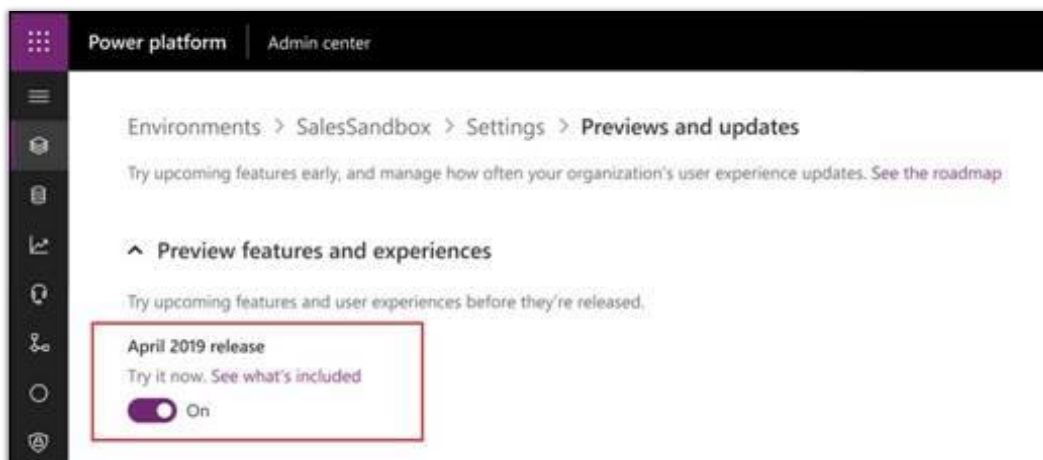 Power platform Admin center
Environments > SalesSandbox > Settings > Previews and updates
Try upcoming features early, and manage how often your organization's user experience updates. See the roadmap
Preview features and experiences
Try upcoming features and user experiences before they're released.
April 2019 release
Try it now. See what's included
On